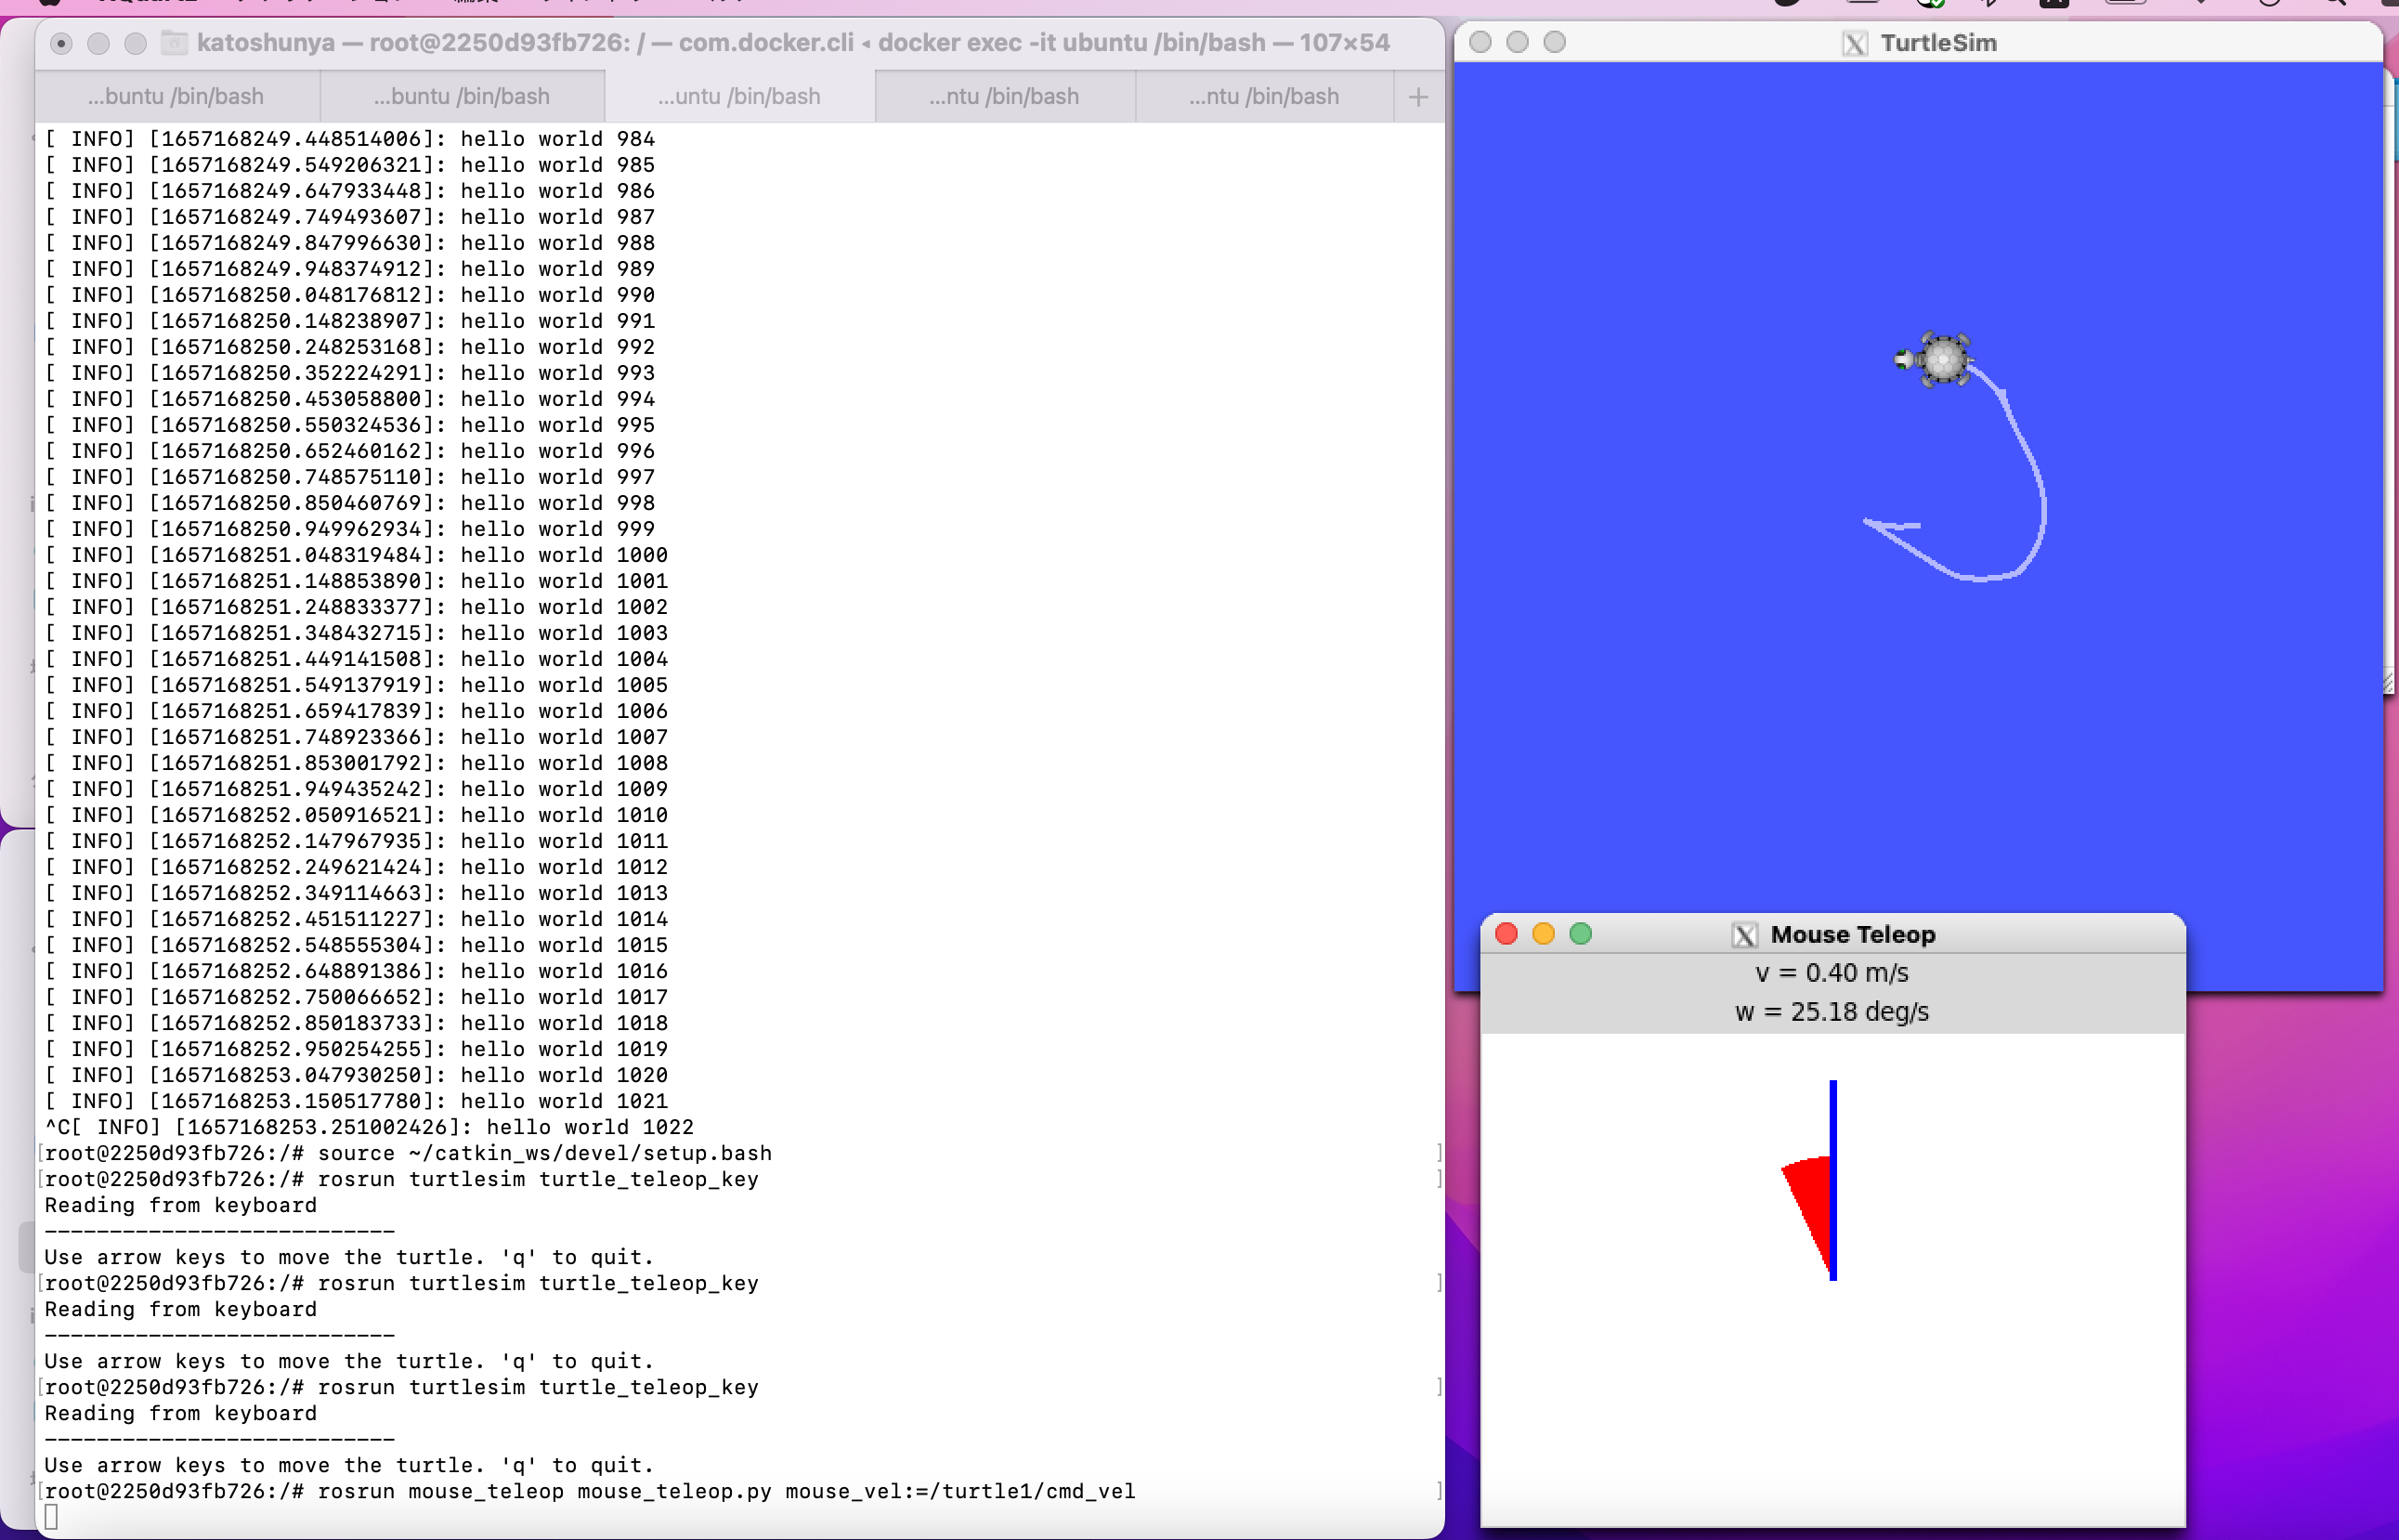 katoshunya — root@2250d93fb726: / — com.docker.cli ◂ docker exec -it ubuntu /bin/bash — 107×54
...buntu /bin/bash
...buntu /bin/bash
...untu /bin/bash
...ntu /bin/bash
...ntu /bin/bash
+
[ INFO] [1657168249.448514006]: hello world 984
[ INFO] [1657168249.549206321]: hello world 985
[ INFO] [1657168249.647933448]: hello world 986
[ INFO] [1657168249.749493607]: hello world 987
[ INFO] [1657168249.847996630]: hello world 988
[ INFO] [1657168249.948374912]: hello world 989
[ INFO] [1657168250.048176812]: hello world 990
[ INFO] [1657168250.148238907]: hello world 991
[ INFO] [1657168250.248253168]: hello world 992
[ INFO] [1657168250.352224291]: hello world 993
[ INFO] [1657168250.453058800]: hello world 994
[ INFO] [1657168250.550324536]: hello world 995
[ INFO] [1657168250.652460162]: hello world 996
[ INFO] [1657168250.748575110]: hello world 997
[ INFO] [1657168250.850460769]: hello world 998
[ INFO] [1657168250.949962934]: hello world 999
[ INFO] [1657168251.048319484]: hello world 1000
[ INFO] [1657168251.148853890]: hello world 1001
[ INFO] [1657168251.248833377]: hello world 1002
[ INFO] [1657168251.348432715]: hello world 1003
[ INFO] [1657168251.449141508]: hello world 1004
[ INFO] [1657168251.549137919]: hello world 1005
[ INFO] [1657168251.659417839]: hello world 1006
[ INFO] [1657168251.748923366]: hello world 1007
[ INFO] [1657168251.853001792]: hello world 1008
[ INFO] [1657168251.949435242]: hello world 1009
[ INFO] [1657168252.050916521]: hello world 1010
[ INFO] [1657168252.147967935]: hello world 1011
[ INFO] [1657168252.249621424]: hello world 1012
[ INFO] [1657168252.349114663]: hello world 1013
[ INFO] [1657168252.451511227]: hello world 1014
[ INFO] [1657168252.548555304]: hello world 1015
[ INFO] [1657168252.648891386]: hello world 1016
[ INFO] [1657168252.750066652]: hello world 1017
[ INFO] [1657168252.850183733]: hello world 1018
[ INFO] [1657168252.950254255]: hello world 1019
[ INFO] [1657168253.047930250]: hello world 1020
[ INFO] [1657168253.150517780]: hello world 1021
^C[ INFO] [1657168253.251002426]: hello world 1022
[root@2250d93fb726:/# source ~/catkin_ws/devel/setup.bash ]
[root@2250d93fb726:/# rosrun turtlesim turtle_teleop_key ]
Reading from keyboard
---------------------------
Use arrow keys to move the turtle. 'q' to quit.
[root@2250d93fb726:/# rosrun turtlesim turtle_teleop_key ]
Reading from keyboard
---------------------------
Use arrow keys to move the turtle. 'q' to quit.
[root@2250d93fb726:/# rosrun turtlesim turtle_teleop_key ]
Reading from keyboard
---------------------------
Use arrow keys to move the turtle. 'q' to quit.
[root@2250d93fb726:/# rosrun mouse_teleop mouse_teleop.py mouse_vel:=/turtle1/cmd_vel ]
TurtleSim
Mouse Teleop
v = 0.40 m/s
w = 25.18 deg/s